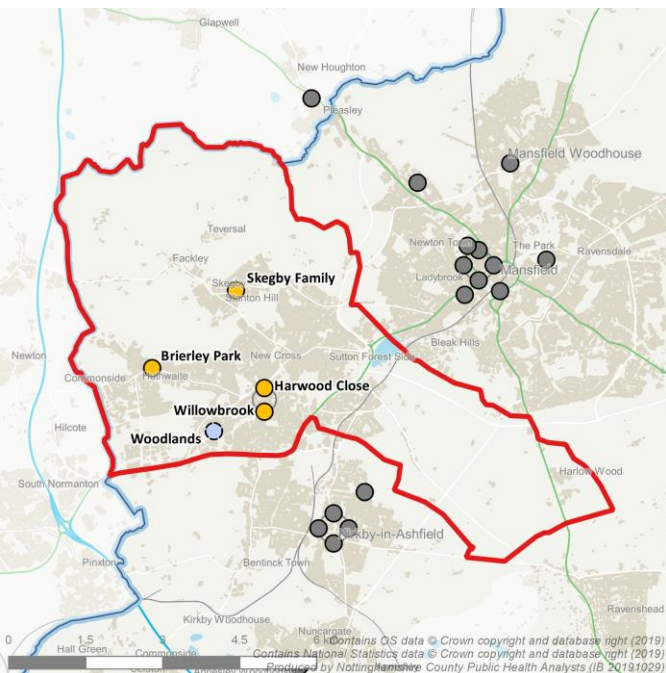 Glapwell
New Houghton
Pleasley
Mansfield Woodhouse
Teversal
Newton Town
The Park
Ravensdale
Fackley
Ladybrook
Mansfield
Skegby Family
Skegby
Stanton Hill
Bleak Hills
Newton
Brierley Park
New Cross
Sutton Forest Side
Commonside
Huthwaite
Harwood Close
Willowbrook
Hilcote
Woodlands
Harlow Wood
South Normanton
Kirkby-in-Ashfield
Pinxton
Bentinck Town
Kirkby Woodhouse
Ravenshead
Nuncargate
0 1.5 3 4.5 6 km
Contains OS data © Crown copyright and database right (2019)
Hall Green
Commonside
Contains National Statistics data © Crown copyright and database right (2019)
Produced by Nottinghamshire County Public Health Analysts (IB 20191029)